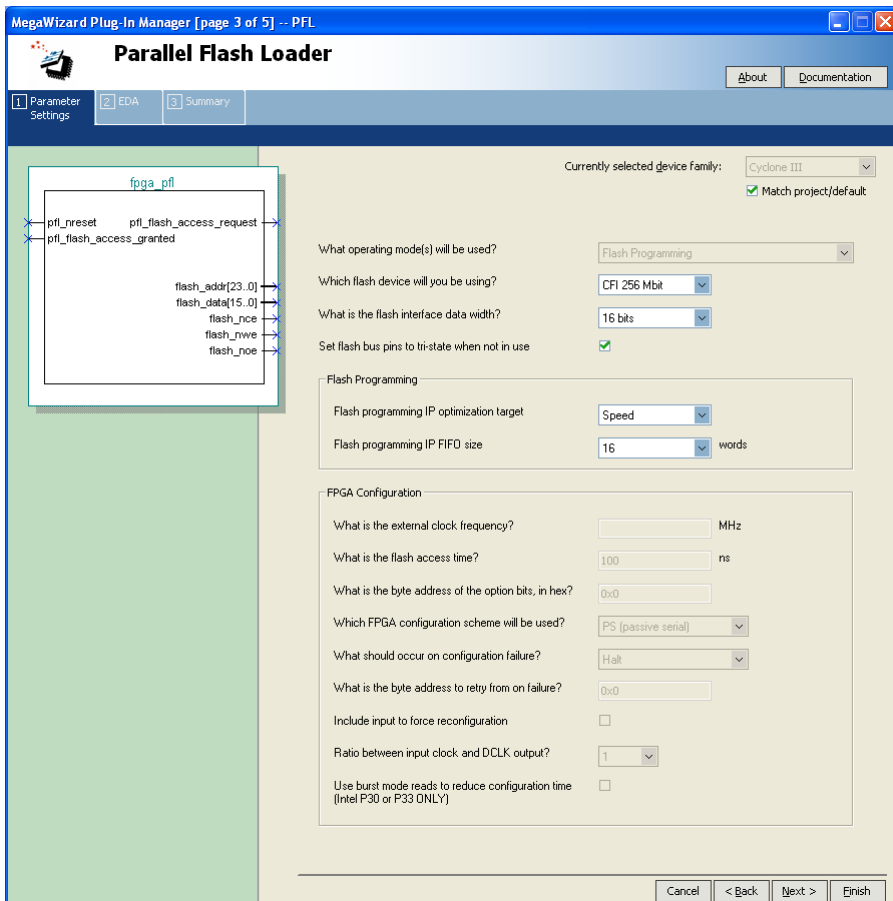 MegaWizard Plug-In Manager [page 3 of 5] -- PFL
Parallel Flash Loader
About
Documentation
1 Parameter Settings
2 EDA
3 Summary
Currently selected device family:
Cyclone III
Match project/default
fpga_pfl
pfl_nreset
pfl_flash_access_request
pfl_flash_access_granted
flash_addr[23..0]
flash_data[15..0]
flash_nce
flash_nwe
flash_noe
What operating mode(s) will be used?
Flash Programming
Which flash device will you be using?
CFI 256 Mbit
What is the flash interface data width?
16 bits
Set flash bus pins to tri-state when not in use
Flash Programming
Flash programming IP optimization target
Speed
Flash programming IP FIFO size
16
words
FPGA Configuration
What is the external clock frequency?
MHz
What is the flash access time?
100
ns
What is the byte address of the option bits, in hex?
0x0
Which FPGA configuration scheme will be used?
PS (passive serial)
What should occur on configuration failure?
Halt
What is the byte address to retry from on failure?
0x0
Include input to force reconfiguration
Ratio between input clock and DCLK output?
1
Use burst mode reads to reduce configuration time
(Intel P30 or P33 ONLY)
Cancel
< Back
Next >
Finish